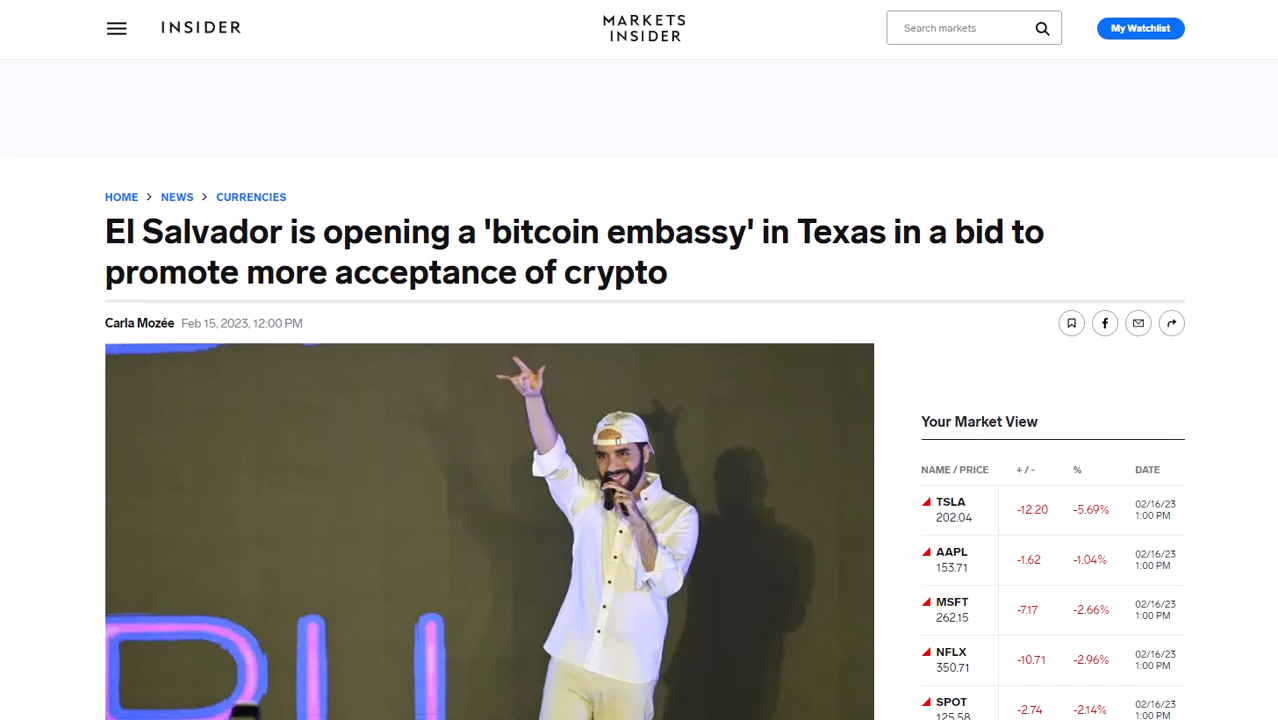 INSIDER
MARKETS
INSIDER
Search markets
My Watchlist
HOME > NEWS > CURRENCIES
El Salvador is opening a 'bitcoin embassy' in Texas in a bid to
promote more acceptance of crypto
Carla Mozée Feb 15, 2023, 12:00 PM
Your Market View
NAME / PRICE + / - % DATE
TSLA
202.04 -12.20 -5.69% 02/16/23
1:00 PM
AAPL
153.71 -1.62 -1.04% 02/16/23
1:00 PM
MSFT
262.15 -7.17 -2.66% 02/16/23
1:00 PM
NFLX
350.71 -10.71 -2.96% 02/16/23
1:00 PM
SPOT
125.58 -2.74 -2.14% 02/16/23
1:00 PM